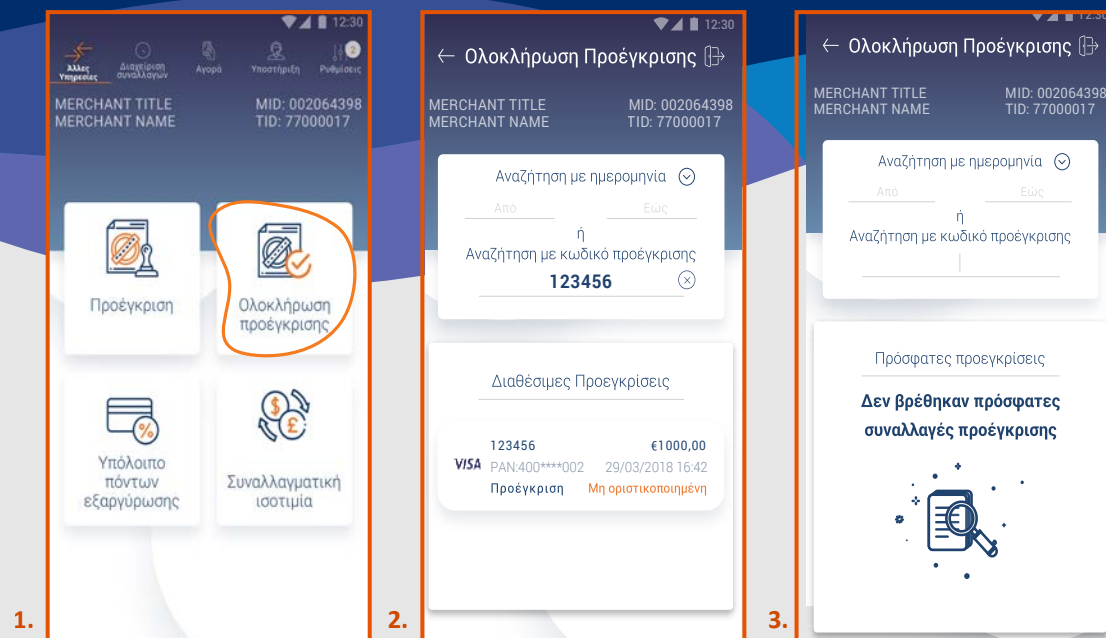 12:30
2
Άλλες Υπηρεσίες
Διαχείριση συναλλαγών
Αγορά
Υποστήριξη
Ρυθμίσεις
MERCHANT TITLE MID: 002064398
MERCHANT NAME TID: 77000017
Προέγκριση
Ολοκλήρωση
προέγκρισης
Υπόλοιπο
πόντων
εξαργύρωσης
Συναλλαγματική
ισοτιμία
1.
12:30
Ολοκλήρωση Προέγκρισης
MERCHANT TITLE MID: 002064398
MERCHANT NAME TID: 77000017
Αναζήτηση με ημερομηνία
Από Εώς
ή
Αναζήτηση με κωδικό προέγκρισης
123456
Διαθέσιμες Προεγκρίσεις
123456 €1000,00
VISA PAN:400****002 29/03/2018 16:42
Προέγκριση Μη οριστικοποιημένη
2.
12:30
Ολοκλήρωση Προέγκρισης
MERCHANT TITLE MID: 002064398
MERCHANT NAME TID: 77000017
Αναζήτηση με ημερομηνία
Από Εώς
ή
Αναζήτηση με κωδικό προέγκρισης
Πρόσφατες προεγκρίσεις
Δεν βρέθηκαν πρόσφατες
συναλλαγές προέγκρισης
3.